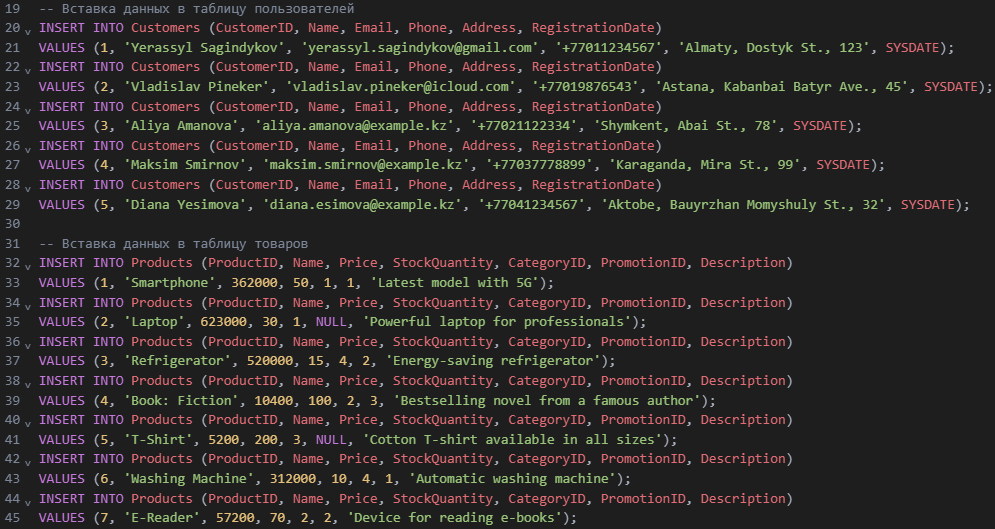 19 -- Вставка данных в таблицу пользователей
20 INSERT INTO Customers (CustomerID, Name, Email, Phone, Address, RegistrationDate)
21 VALUES (1, 'Yerassyl Sagindykov', 'yerassyl.sagindykov@gmail.com', '+77011234567', 'Almaty, Dostyk St., 123', SYSDATE);
22 INSERT INTO Customers (CustomerID, Name, Email, Phone, Address, RegistrationDate)
23 VALUES (2, 'Vladislav Pineker', 'vladislav.pineker@icloud.com', '+77019876543', 'Astana, Kabanbai Batyr Ave., 45', SYSDATE);
24 INSERT INTO Customers (CustomerID, Name, Email, Phone, Address, RegistrationDate)
25 VALUES (3, 'Aliya Amanova', 'aliya.amanova@example.kz', '+77021122334', 'Shymkent, Abai St., 78', SYSDATE);
26 INSERT INTO Customers (CustomerID, Name, Email, Phone, Address, RegistrationDate)
27 VALUES (4, 'Maksim Smirnov', 'maksim.smirnov@example.kz', '+77037778899', 'Karaganda, Mira St., 99', SYSDATE);
28 INSERT INTO Customers (CustomerID, Name, Email, Phone, Address, RegistrationDate)
29 VALUES (5, 'Diana Yesimova', 'diana.esimova@example.kz', '+77041234567', 'Aktobe, Bauyrzhan Momyshuly St., 32', SYSDATE);
30
31 -- Вставка данных в таблицу товаров
32 INSERT INTO Products (ProductID, Name, Price, StockQuantity, CategoryID, PromotionID, Description)
33 VALUES (1, 'Smartphone', 362000, 50, 1, 1, 'Latest model with 5G');
34 INSERT INTO Products (ProductID, Name, Price, StockQuantity, CategoryID, PromotionID, Description)
35 VALUES (2, 'Laptop', 623000, 30, 1, NULL, 'Powerful laptop for professionals');
36 INSERT INTO Products (ProductID, Name, Price, StockQuantity, CategoryID, PromotionID, Description)
37 VALUES (3, 'Refrigerator', 520000, 15, 4, 2, 'Energy-saving refrigerator');
38 INSERT INTO Products (ProductID, Name, Price, StockQuantity, CategoryID, PromotionID, Description)
39 VALUES (4, 'Book: Fiction', 10400, 100, 2, 3, 'Bestselling novel from a famous author');
40 INSERT INTO Products (ProductID, Name, Price, StockQuantity, CategoryID, PromotionID, Description)
41 VALUES (5, 'T-Shirt', 5200, 200, 3, NULL, 'Cotton T-shirt available in all sizes');
42 INSERT INTO Products (ProductID, Name, Price, StockQuantity, CategoryID, PromotionID, Description)
43 VALUES (6, 'Washing Machine', 312000, 10, 4, 1, 'Automatic washing machine');
44 INSERT INTO Products (ProductID, Name, Price, StockQuantity, CategoryID, PromotionID, Description)
45 VALUES (7, 'E-Reader', 57200, 70, 2, 2, 'Device for reading e-books');